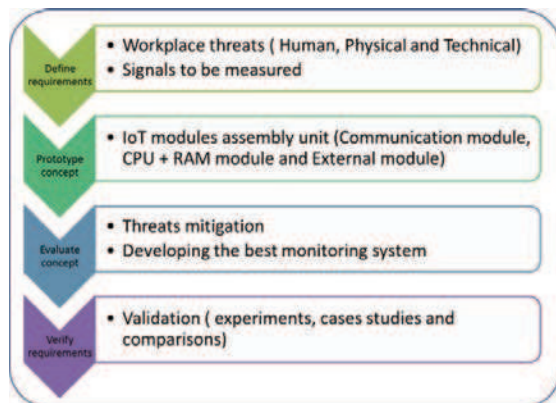 Define
requirements
• Workplace threats ( Human, Physical and Technical)
• Signals to be measured
Prototype
concept
• IoT modules assembly unit (Communication module,
CPU + RAM module and External module)
Evaluate
concept
• Threats mitigation
• Developing the best monitoring system
Verify
requirements
• Validation ( experiments, cases studies and
comparisons)